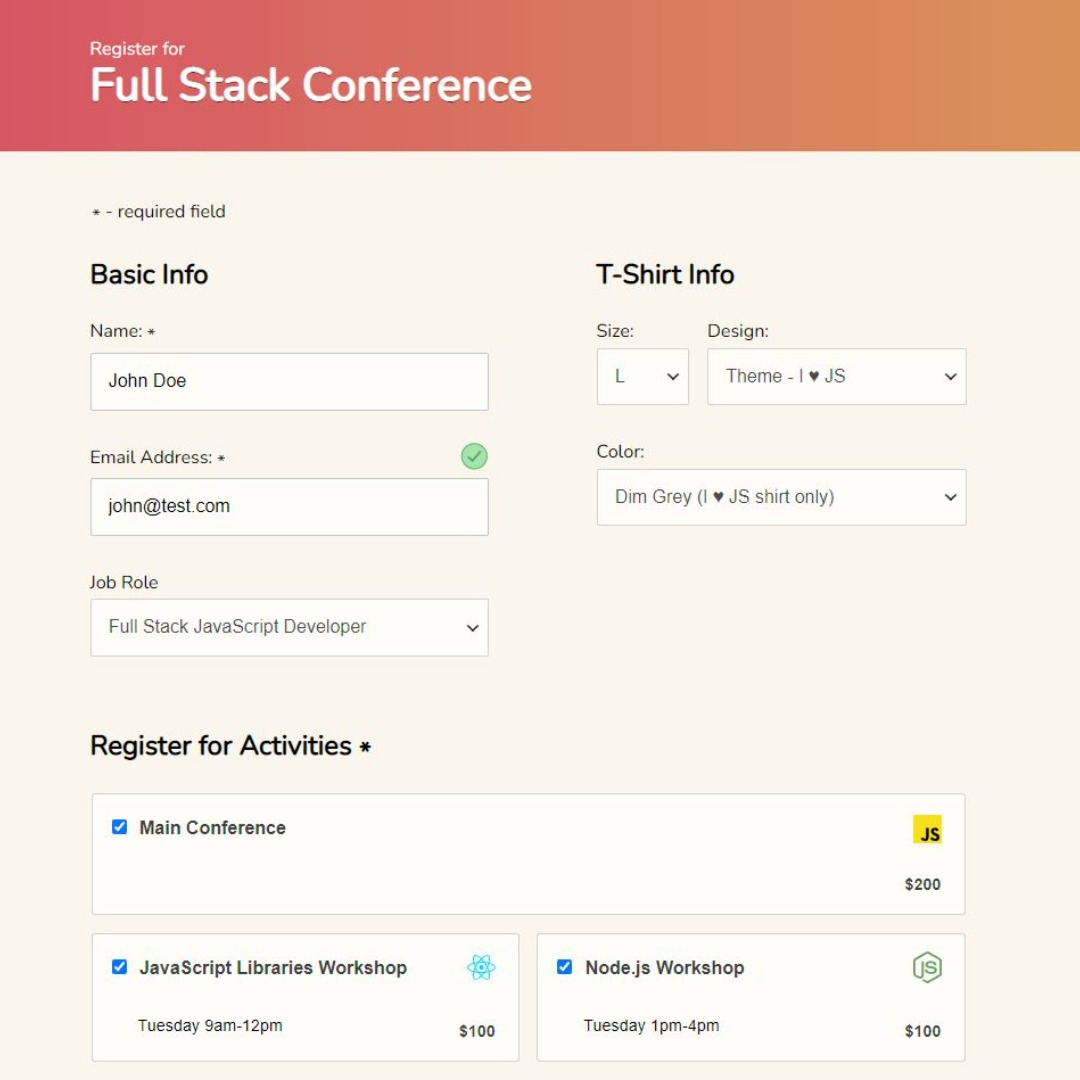 Register for
Full Stack Conference
* - required field
Basic Info
Name: *
John Doe
Email Address: *
john@test.com
Job Role
Full Stack JavaScript Developer
T-Shirt Info
Size:
L
Design:
Theme - I ♥ JS
Color:
Dim Grey (I ♥ JS shirt only)
Register for Activities *
Main Conference
JS
$200
JavaScript Libraries Workshop
Tuesday 9am-12pm
$100
Node.js Workshop
JS
Tuesday 1pm-4pm
$100